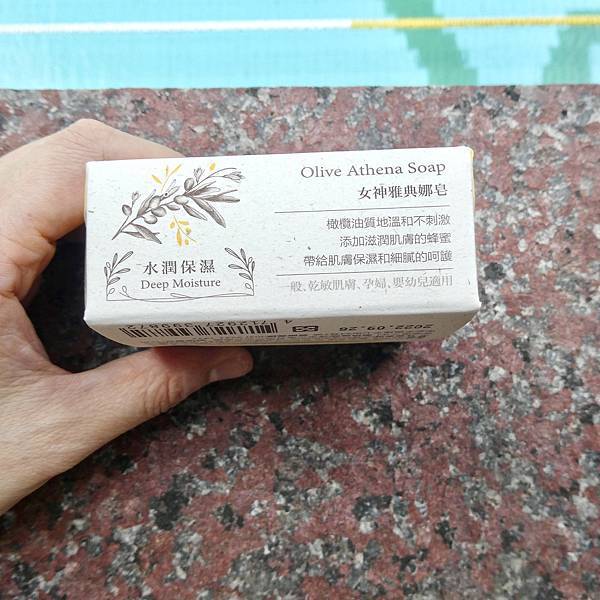 Olive Athena Soap
女神雅典娜皂
橄欖油質地溫和不刺激
添加滋潤肌膚的蜂蜜
帶給肌膚保濕和細膩的呵護
一般、乾敏肌膚、孕婦、嬰幼兒適用
水潤保濕
Deep Moisture
2022.09.26